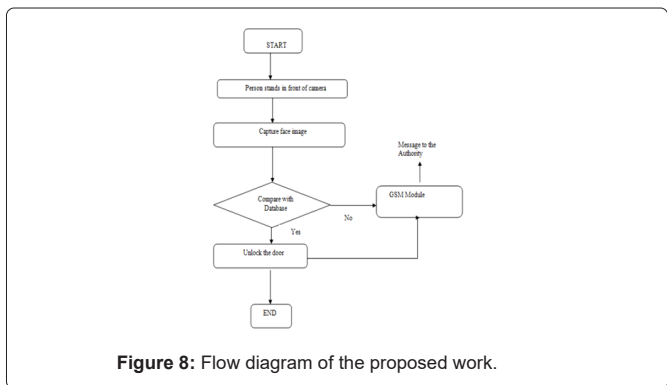 START
Person stands in front of camera
Capture face image
Message to the
Authority
Compare with
Database
GSM Module
No
Yes
Unlock the door
END
Figure 8: Flow diagram of the proposed work.